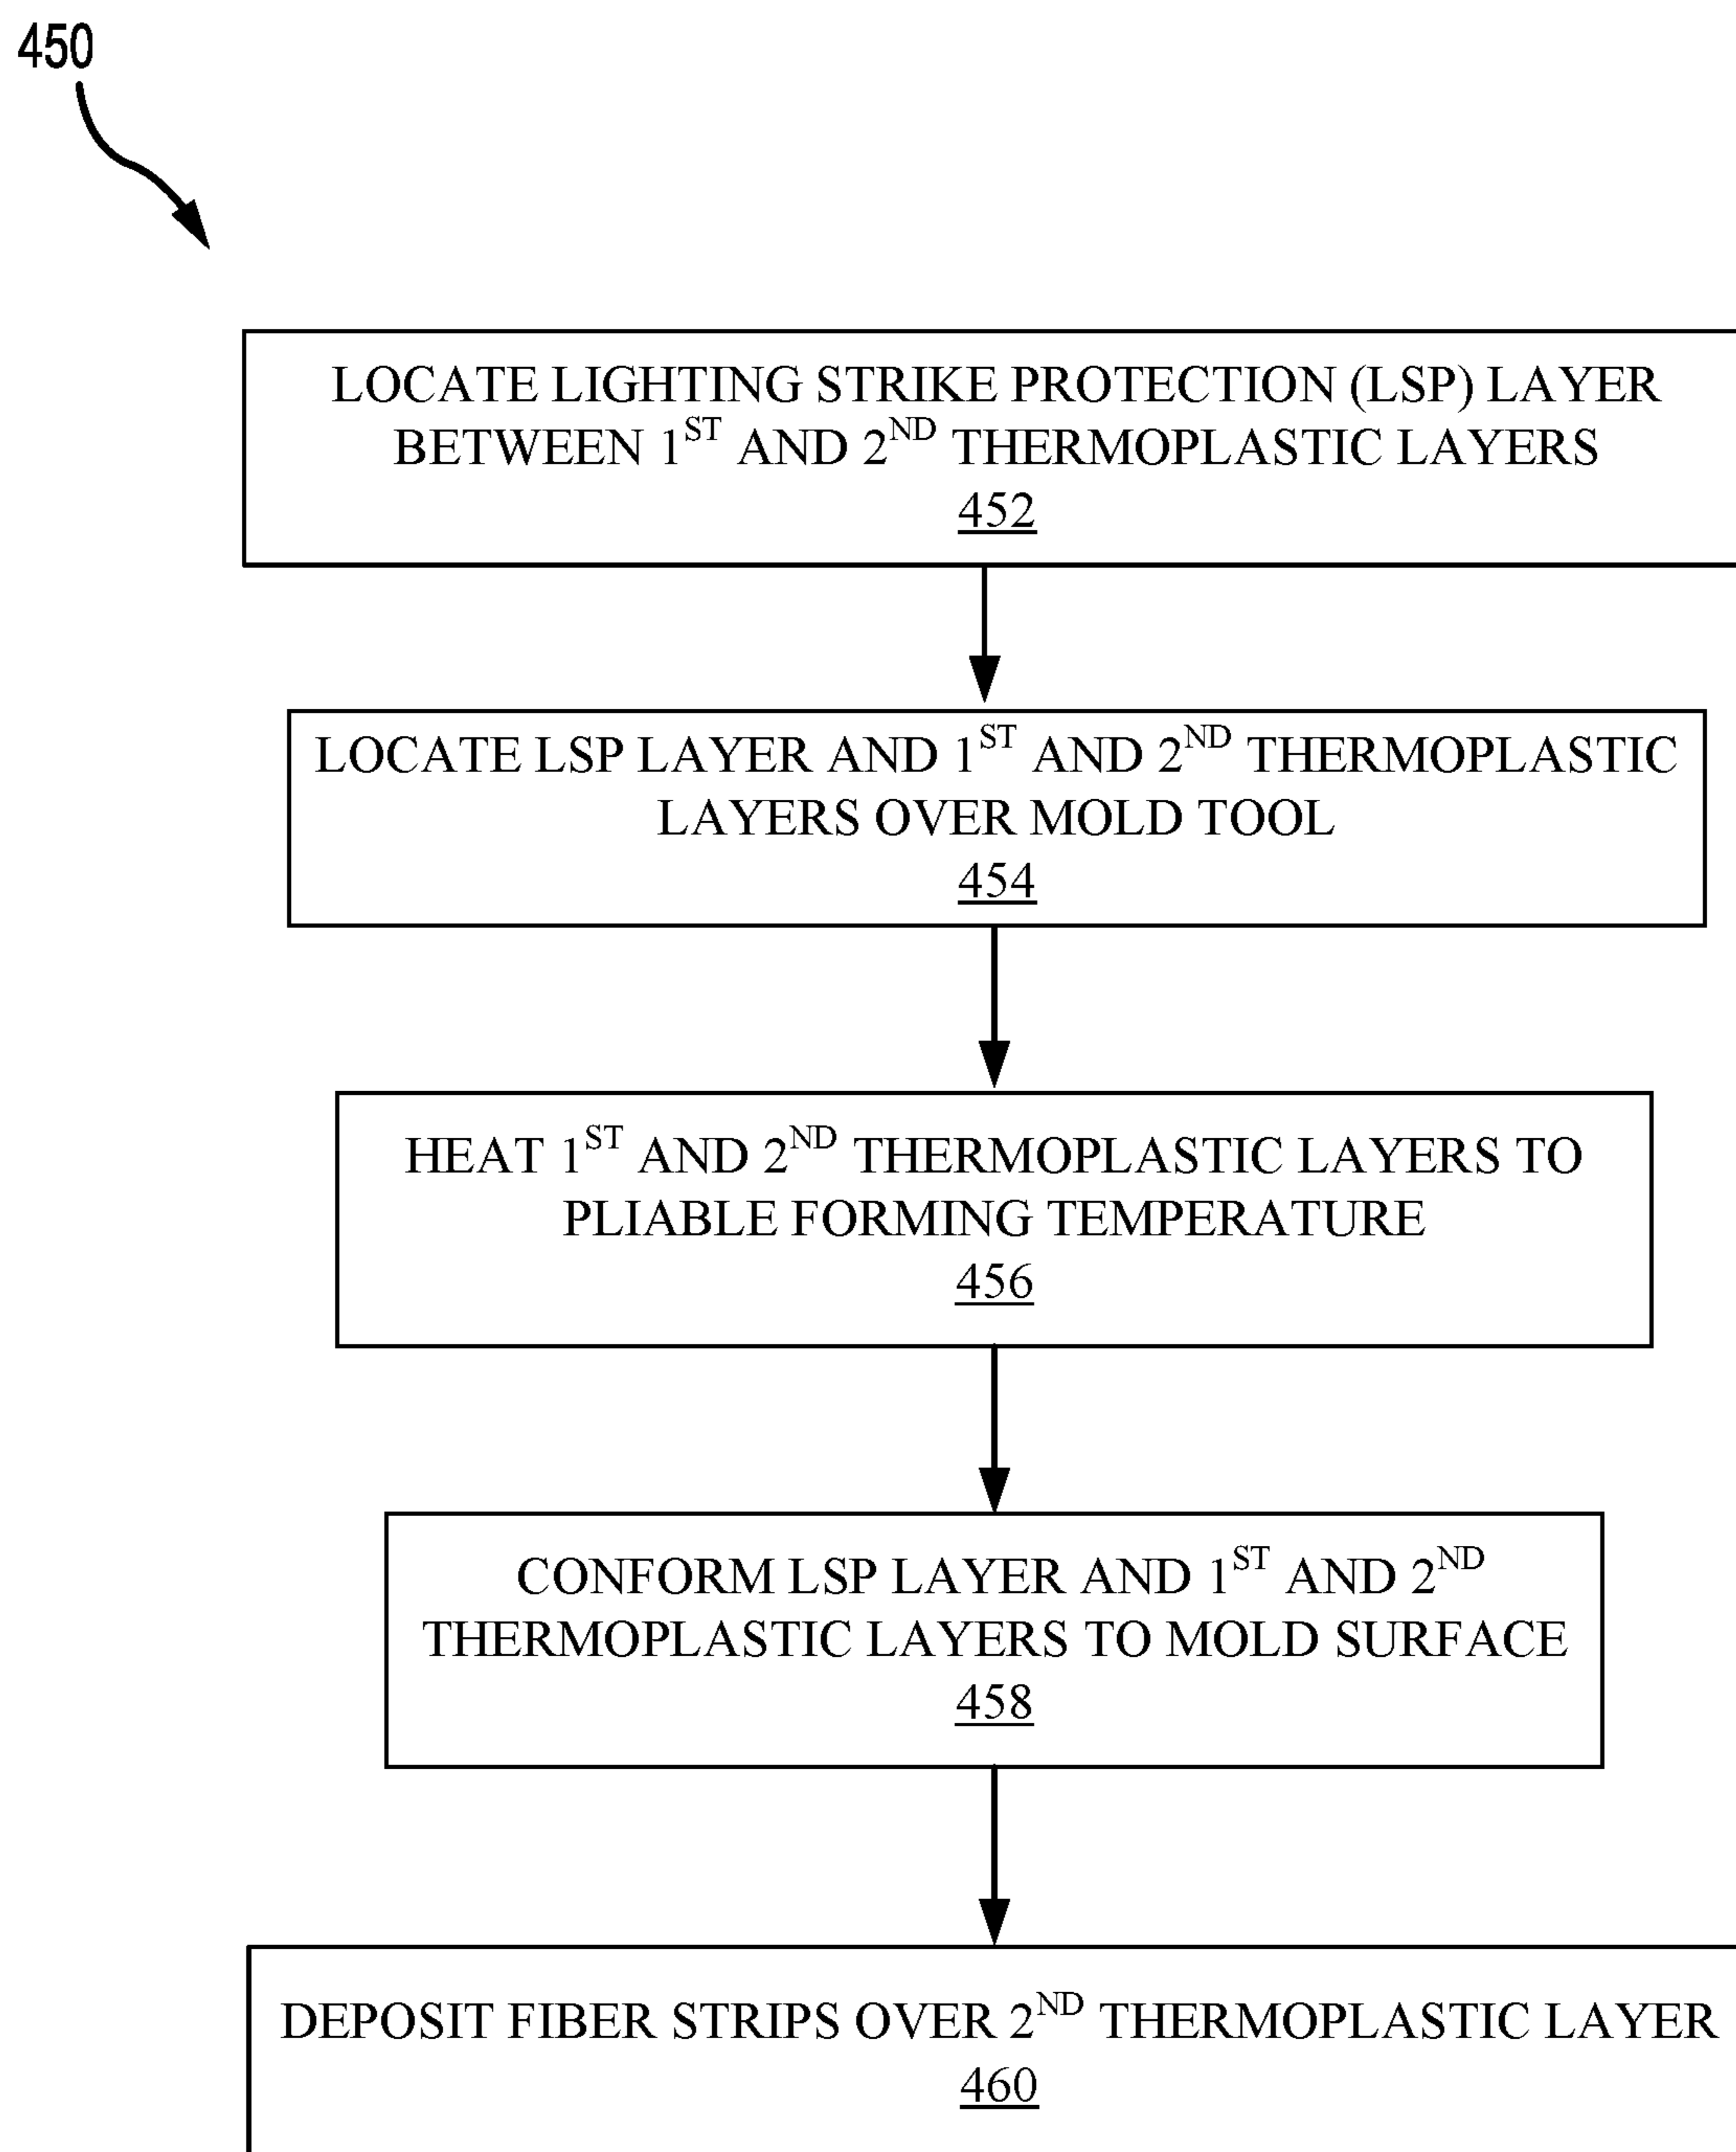 450
LOCATE LIGHTING STRIKE PROTECTION (LSP) LAYER
BETWEEN 1ST AND 2ND THERMOPLASTIC LAYERS
452
LOCATE LSP LAYER AND 1ST AND 2ND THERMOPLASTIC
LAYERS OVER MOLD TOOL
454
HEAT 1ST AND 2ND THERMOPLASTIC LAYERS TO
PLIABLE FORMING TEMPERATURE
456
CONFORM LSP LAYER AND 1ST AND 2ND
THERMOPLASTIC LAYERS TO MOLD SURFACE
458
DEPOSIT FIBER STRIPS OVER 2ND THERMOPLASTIC LAYER
460